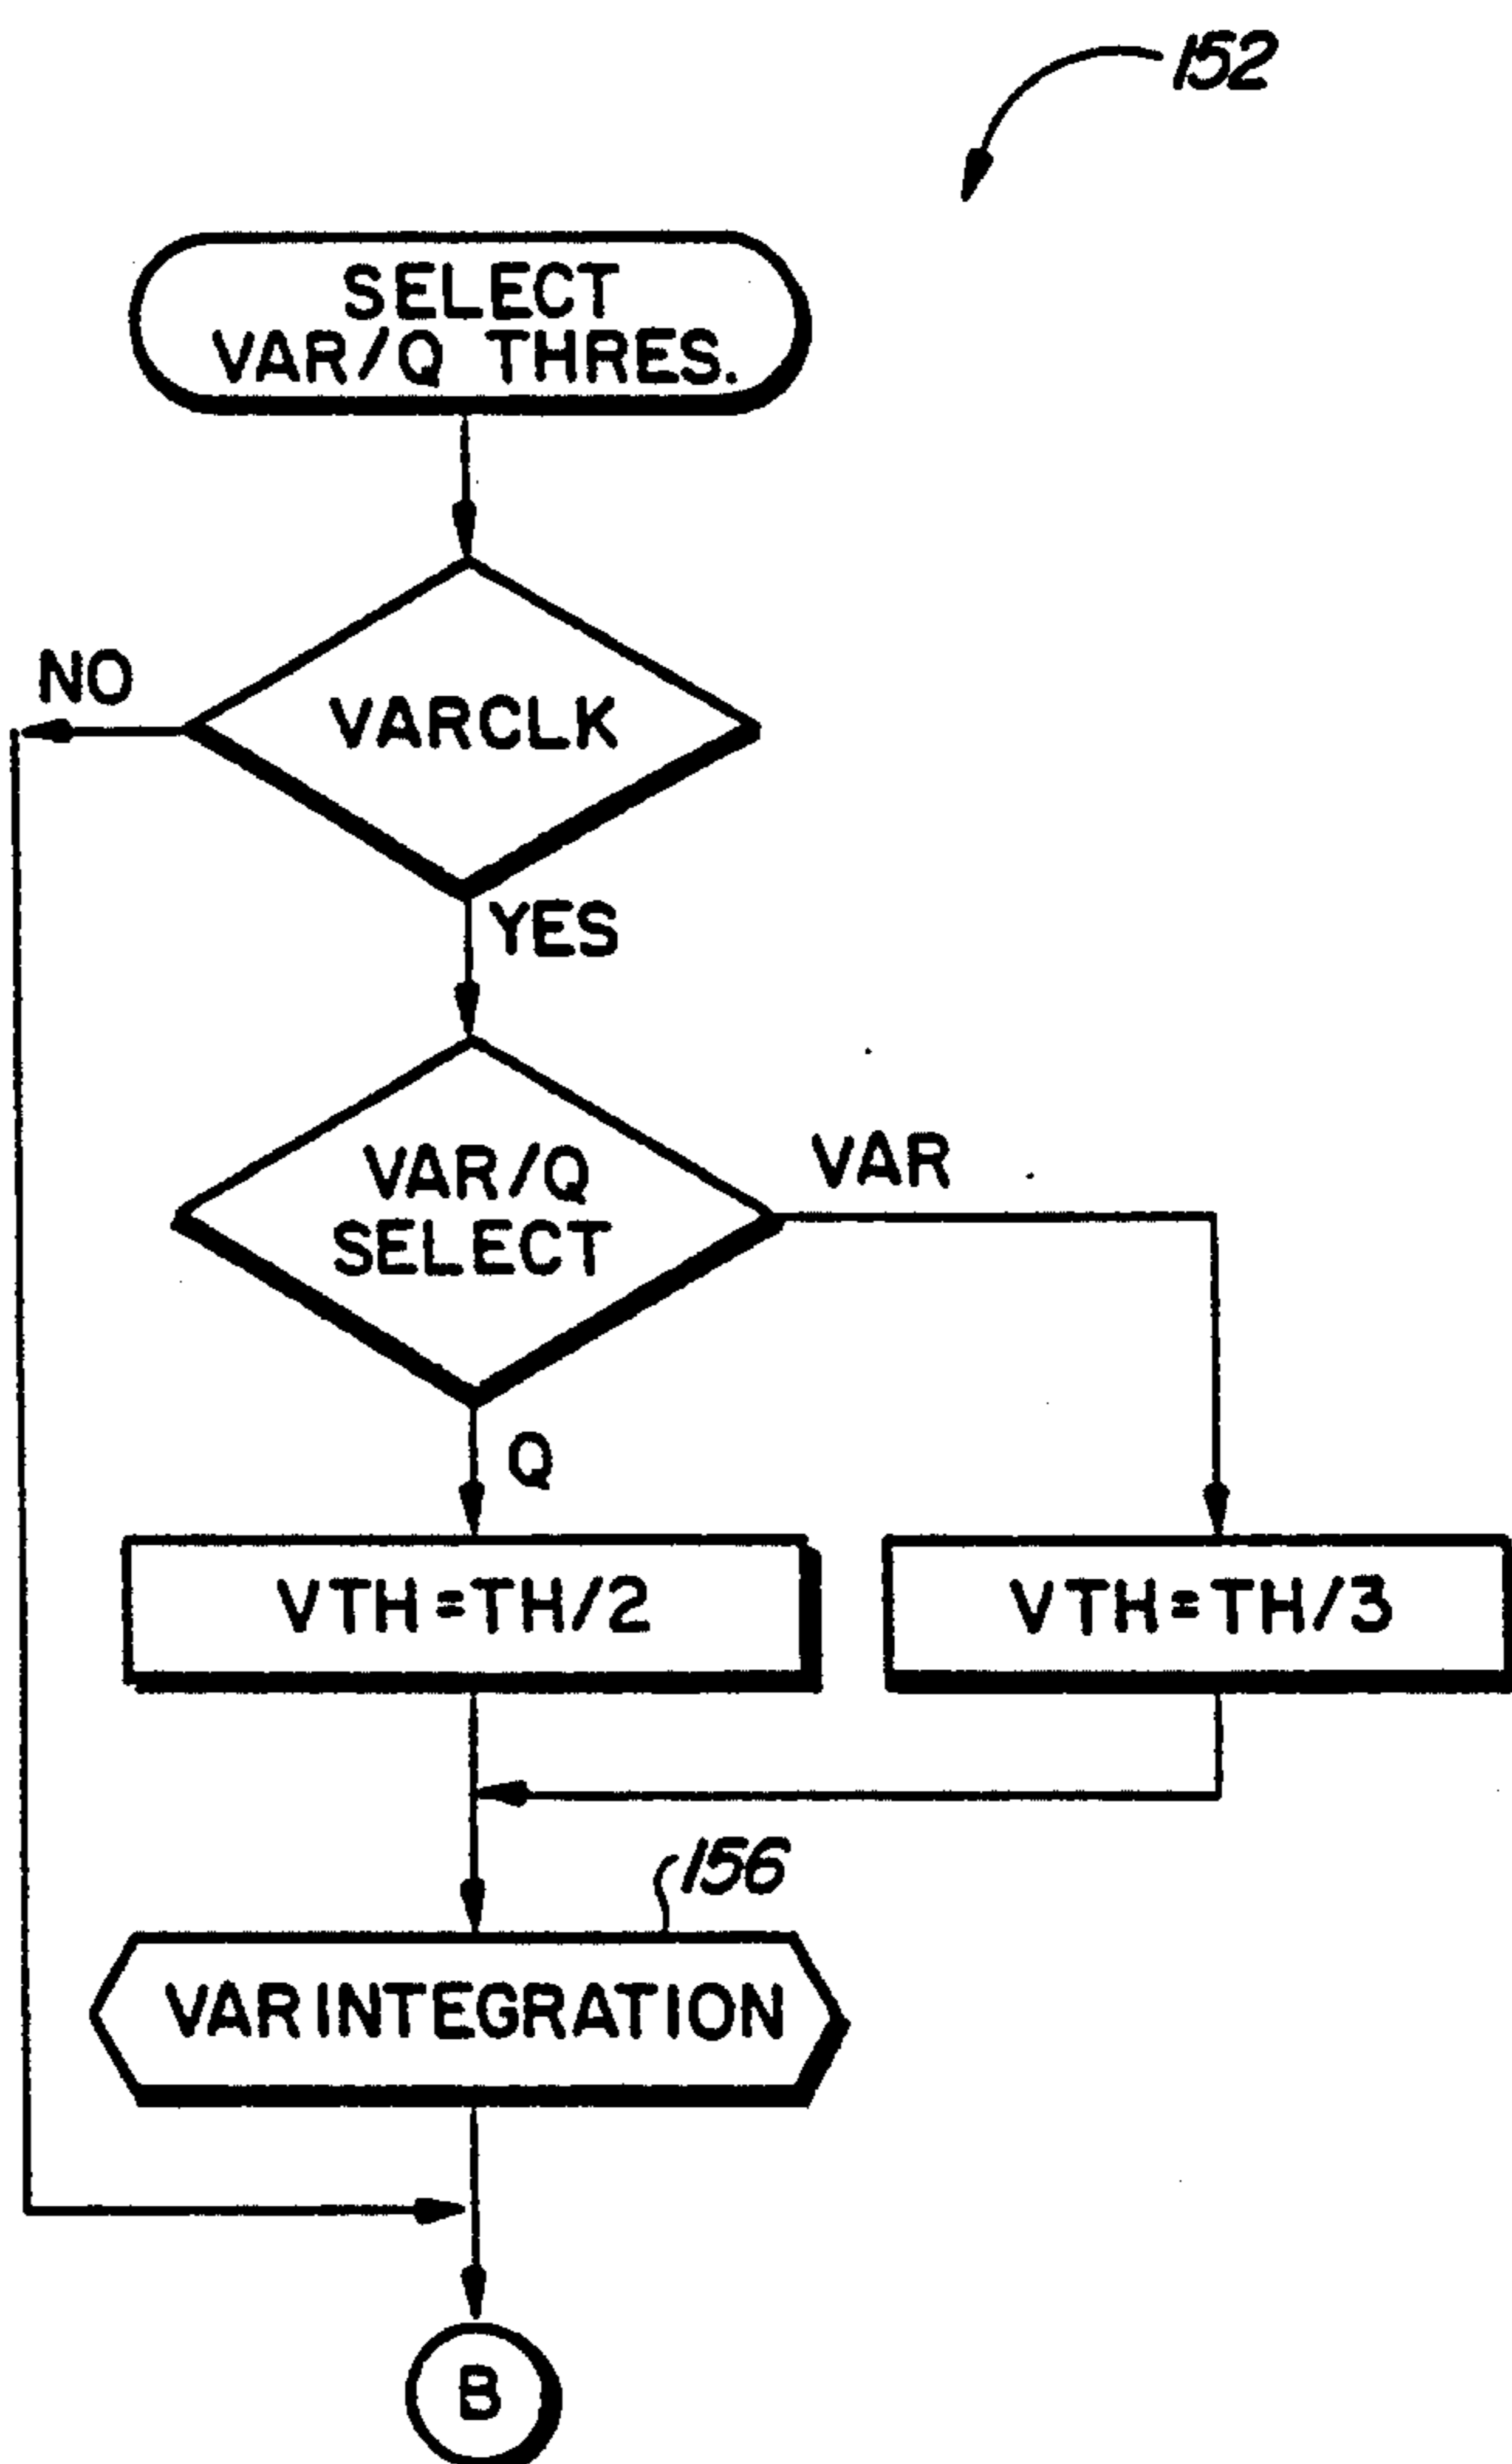 152
SELECT
VAR/Q THRES.
NO
VARCLK
YES
VAR/Q
SELECT
VAR
Q
VTH=TH/2
VTH=TH/3
156
VAR INTEGRATION
B